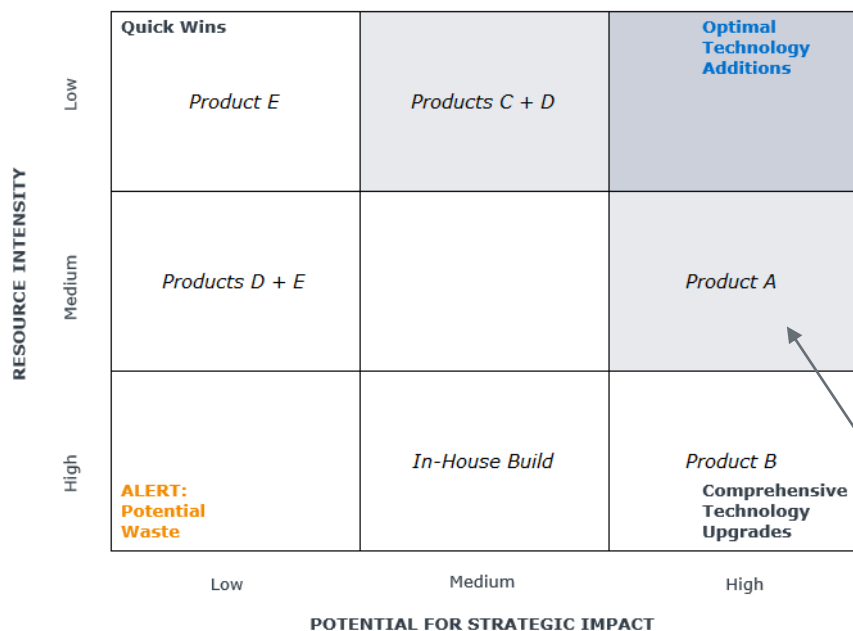 Quick Wins
Optimal
Technology
Additions
Low
Product E
Products C + D
RESOURCE INTENSITY
Medium
Products D + E
Product A
High
In-House Build
Product B
ALERT:
Potential
Waste
Comprehensive
Technology
Upgrades
Low
Medium
High
POTENTIAL FOR STRATEGIC IMPACT